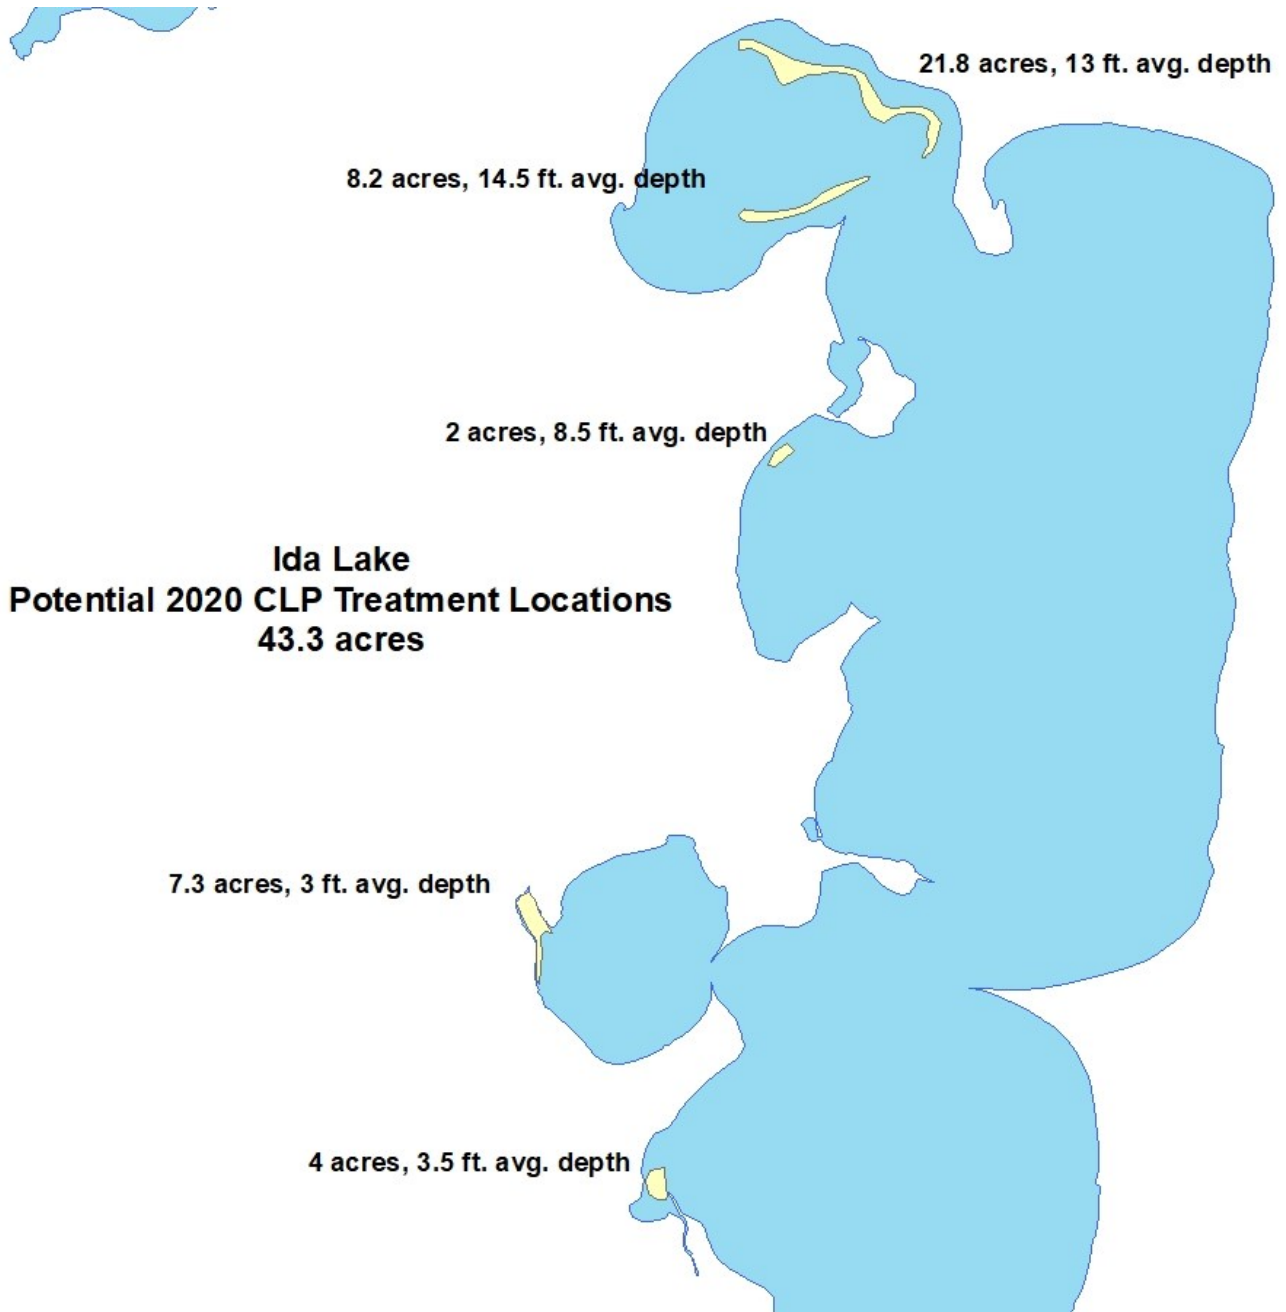 21.8 acres, 13 ft. avg. depth
8.2 acres, 14.5 ft. avg. depth
2 acres, 8.5 ft. avg. depth
Ida Lake
Potential 2020 CLP Treatment Locations
43.3 acres
7.3 acres, 3 ft. avg. depth
4 acres, 3.5 ft. avg. depth